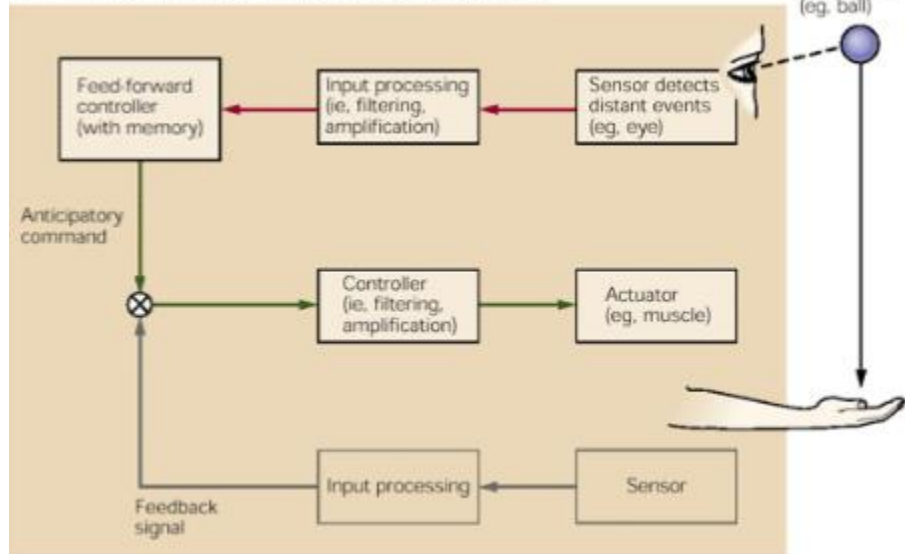 (eg, ball)
Feed-forward
controller
(with memory)
Input processing
(ie, filtering,
amplification)
Sensor detects
distant events
(eg, eye)
Anticipatory
command
Controller
(ie, filtering,
amplification)
Actuator
(eg, muscle)
Input processing
Sensor
Feedback
signal